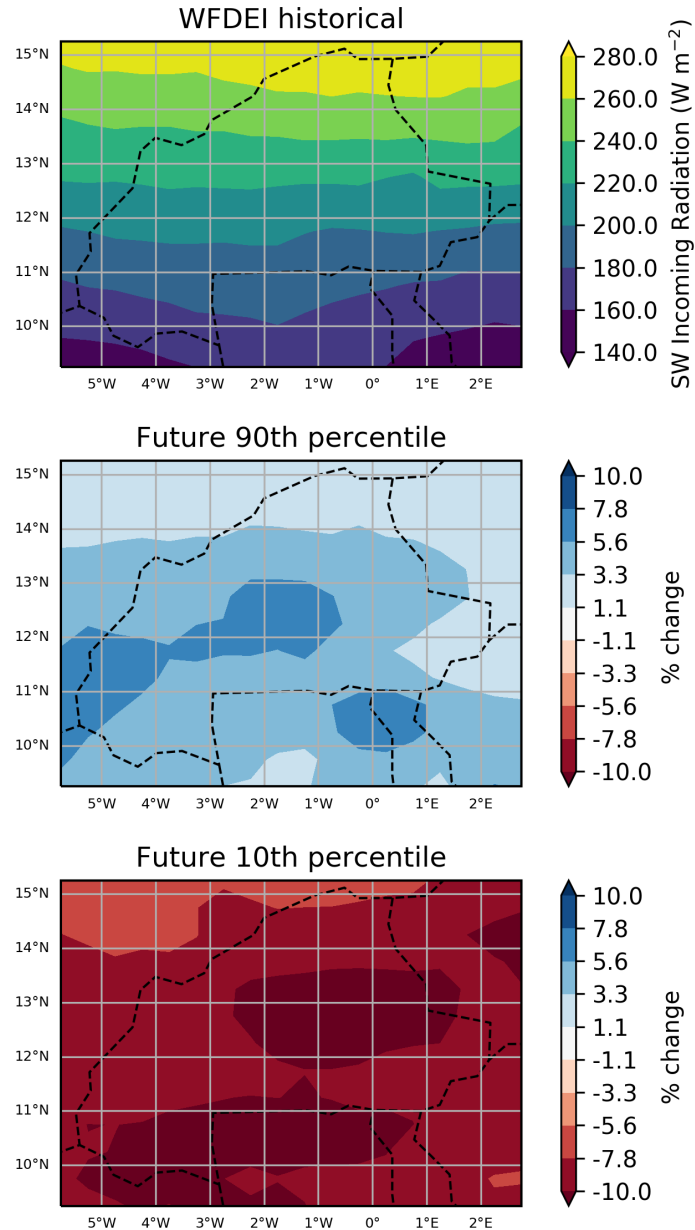 WFDEI historical
15°N
14°N
13°N
12°N
11°N
10°N
5°W 4°W 3°W 2°W 1°W 0° 1°E 2°E
280.0
260.0
240.0
220.0
200.0
180.0
160.0
140.0
SW Incoming Radiation (W m⁻²)
Future 90th percentile
15°N
14°N
13°N
12°N
11°N
10°N
5°W 4°W 3°W 2°W 1°W 0° 1°E 2°E
10.0
7.8
5.6
3.3
1.1
-1.1
-3.3
-5.6
-7.8
-10.0
% change
Future 10th percentile
15°N
14°N
13°N
12°N
11°N
10°N
5°W 4°W 3°W 2°W 1°W 0° 1°E 2°E
10.0
7.8
5.6
3.3
1.1
-1.1
-3.3
-5.6
-7.8
-10.0
% change